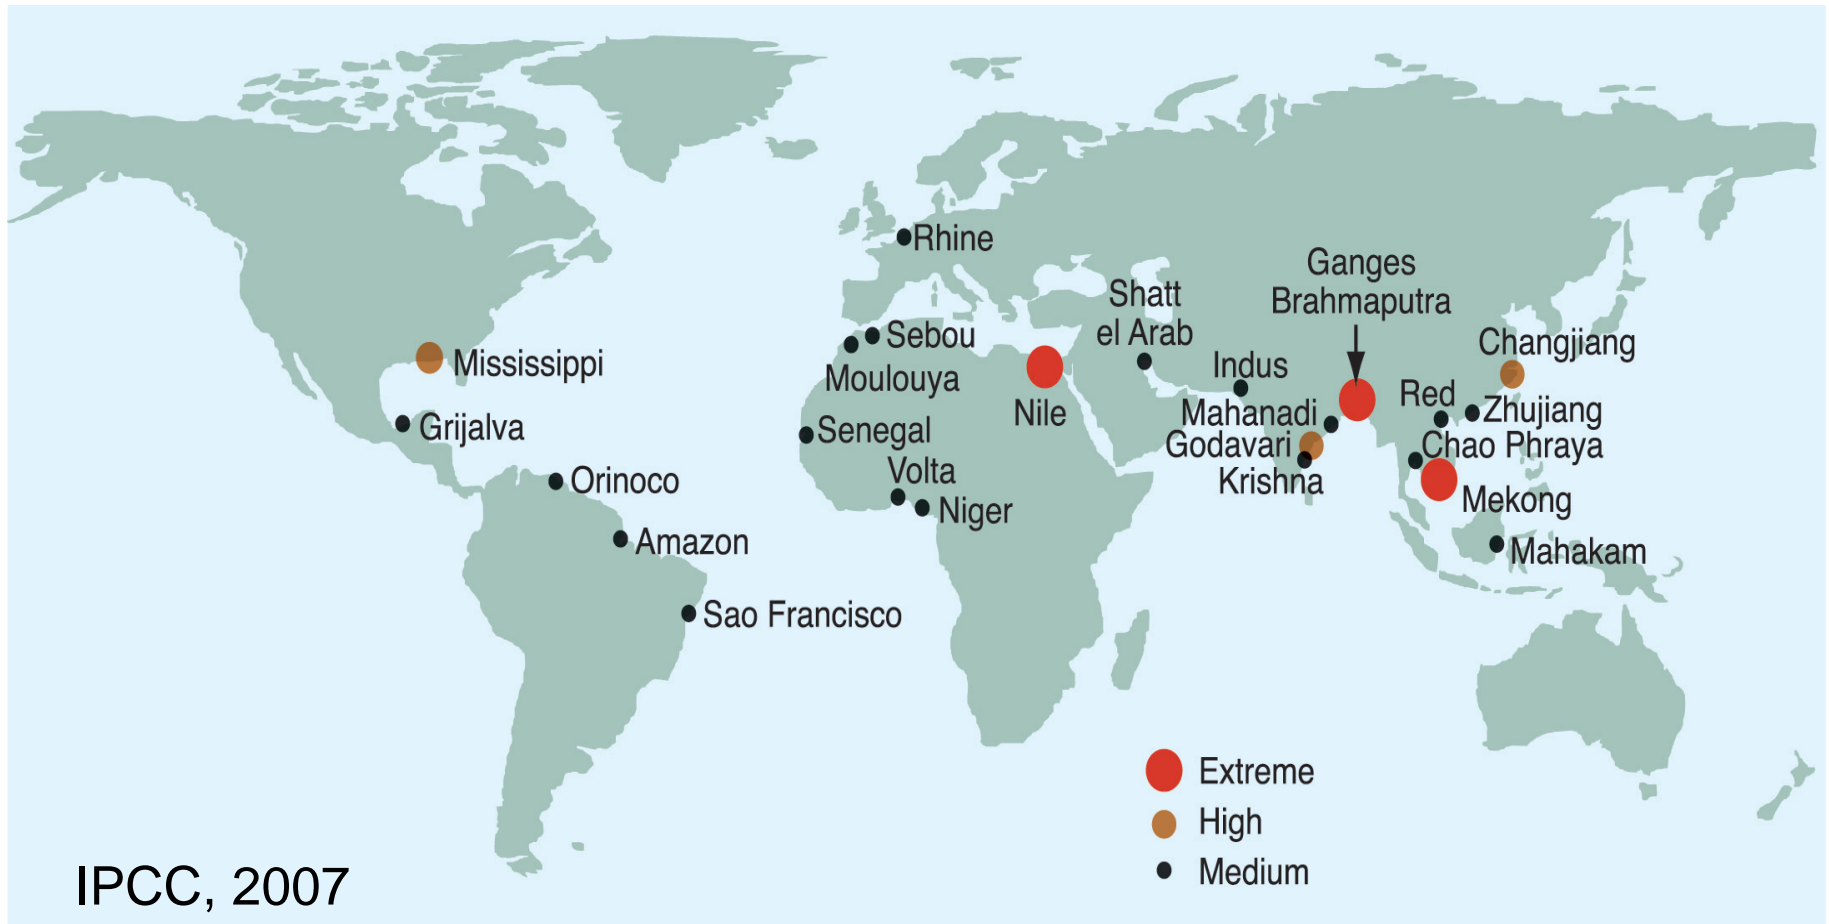 Rhine
Ganges
Brahmaputra
Shatt
el Arab
Sebou
Moulouya
Changjiang
Mississippi
Indus
Nile
Mahanadi
Red
Zhujiang
Grijalva
Senegal
Godavari
Chao Phraya
Volta
Krishna
Orinoco
Niger
Mekong
Amazon
Mahakam
Sao Francisco
Extreme
High
Medium
IPCC, 2007